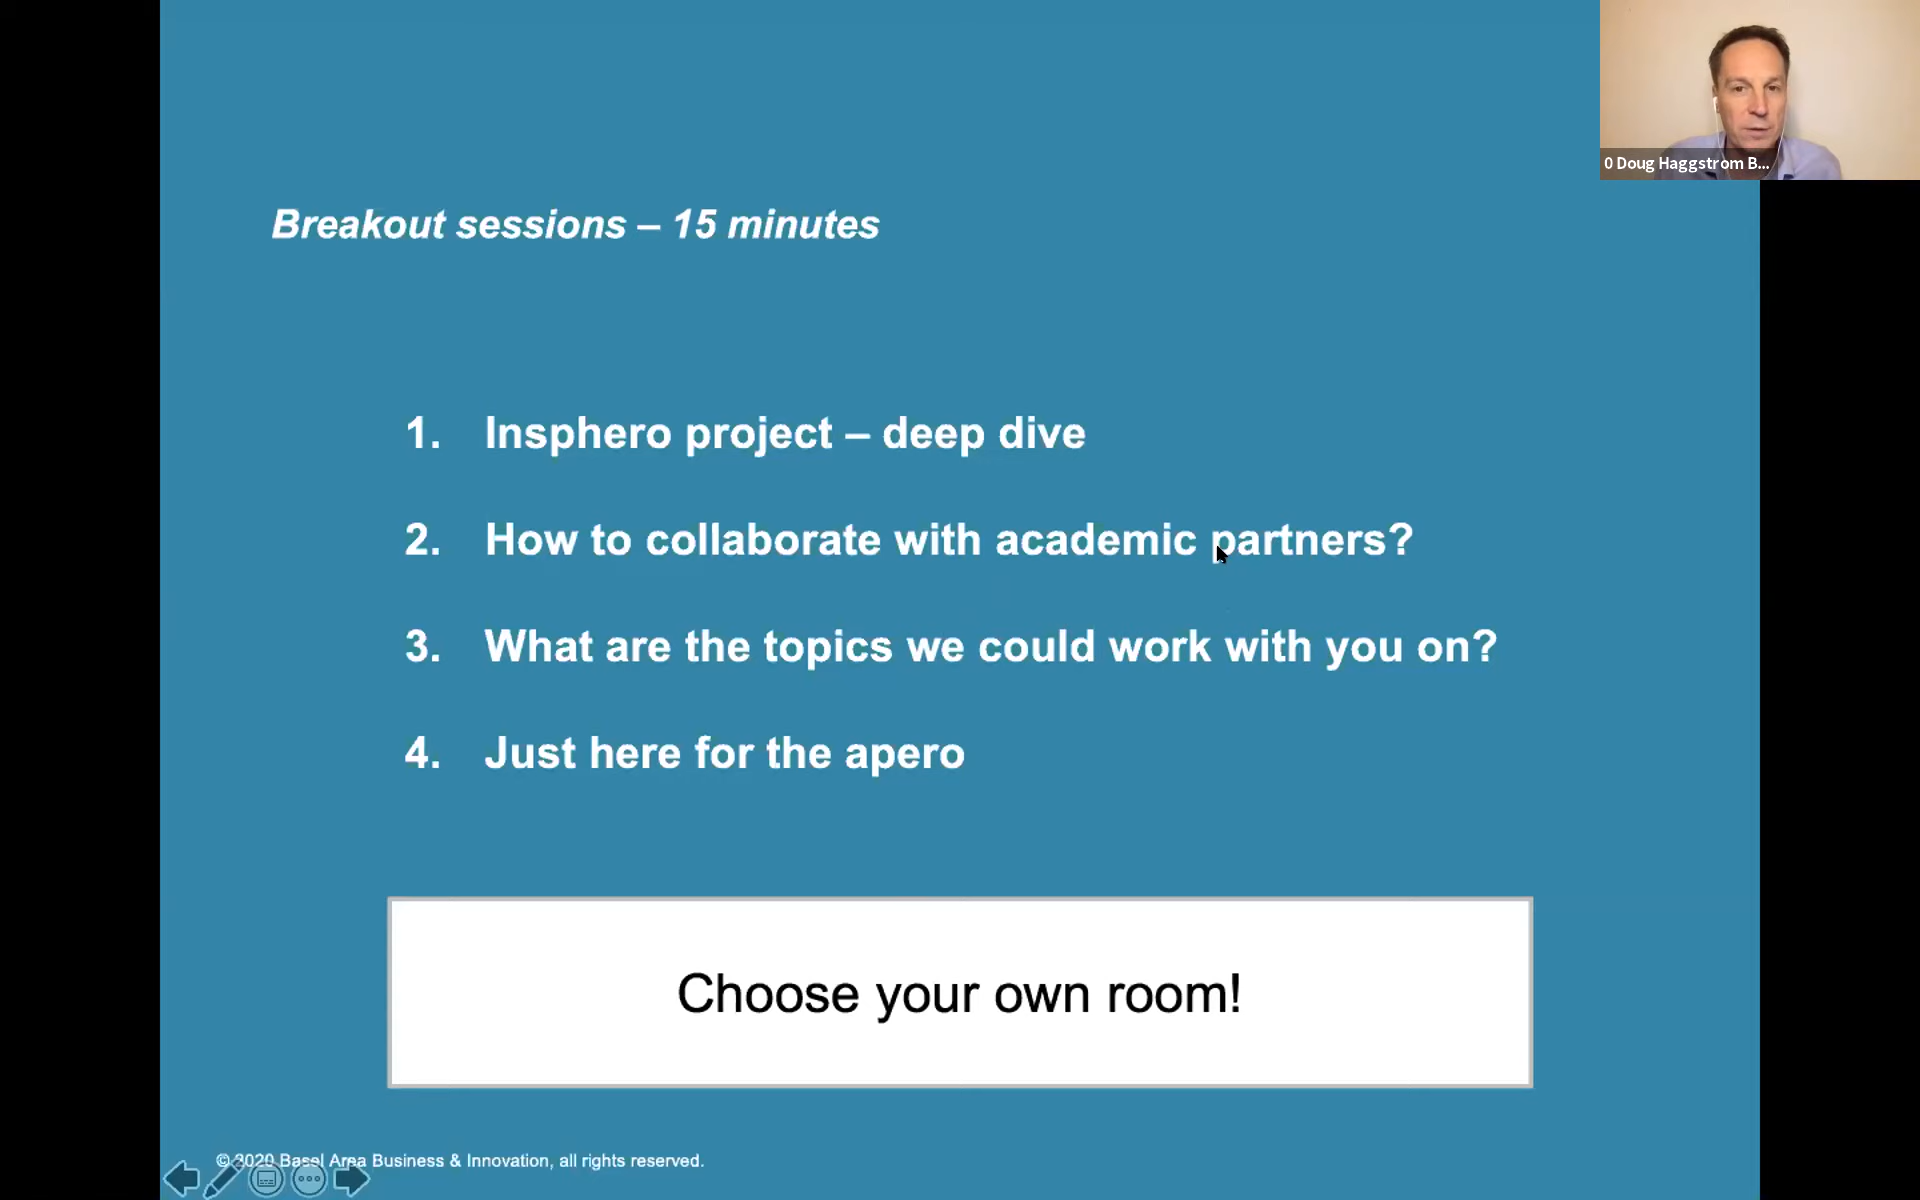 0 Doug Haggstrom B...
Breakout sessions – 15 minutes
1. Insphero project – deep dive
2. How to collaborate with academic partners?
3. What are the topics we could work with you on?
4. Just here for the apero
Choose your own room!
© 2020 Basel Area Business & Innovation, all rights reserved.